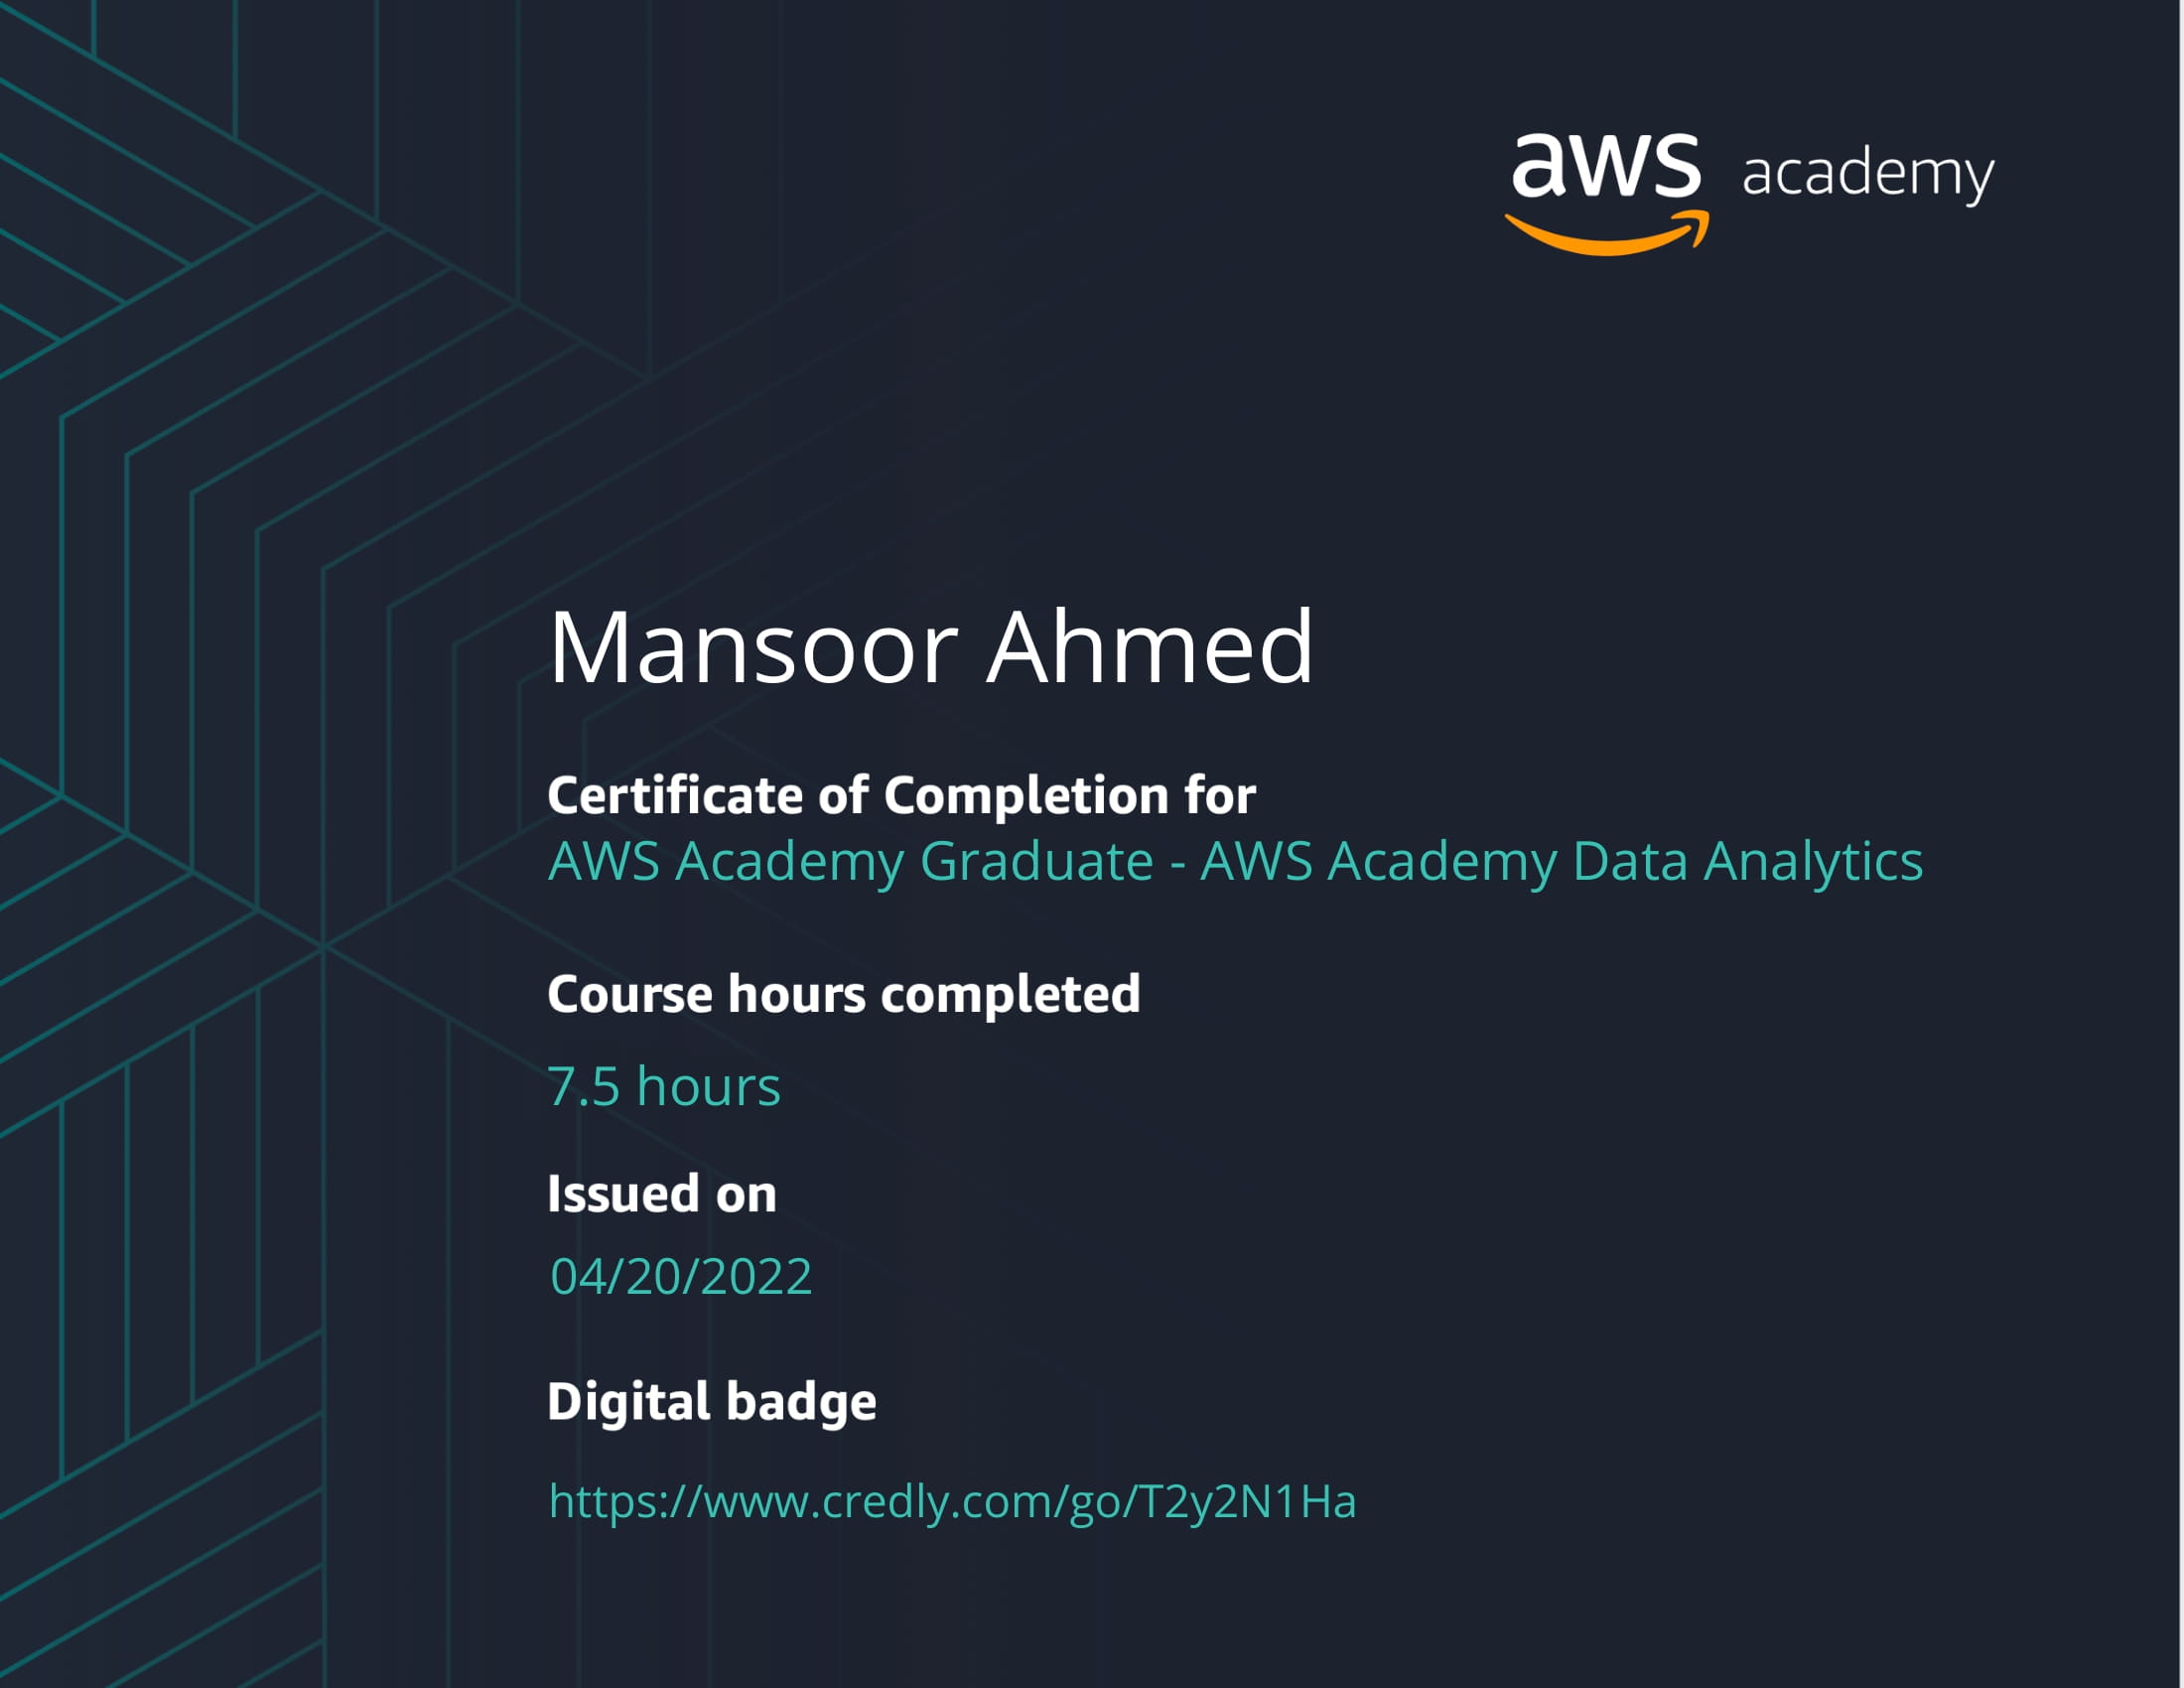 aws academy
Mansoor Ahmed
Certificate of Completion for
AWS Academy Graduate - AWS Academy Data Analytics
Course hours completed
7.5 hours
Issued on
04/20/2022
Digital badge
https://www.credly.com/go/T2y2N1Ha